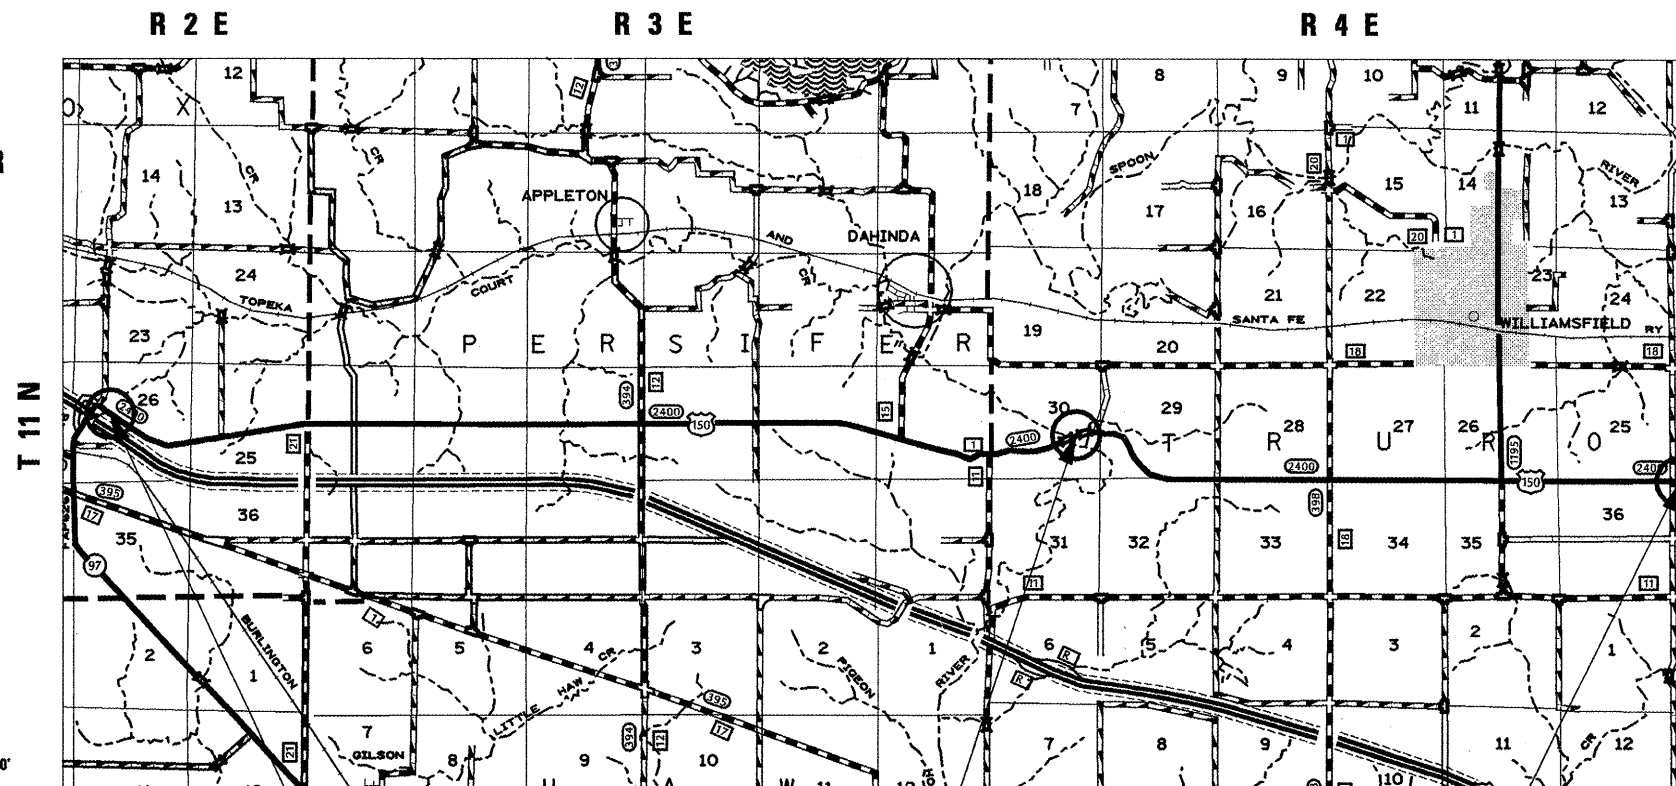 R 2 E R 3 E R 4 E
12 8 9 10
X 12 7 11 12
CR 1
14 CR SPOON 20 RIVER
APPLETON 18 15 14
13 17 16 13
AND DAHINDA 20 1
24 CR 23
TOPEKA COURT 21 22 24
23 19 SANTA FE WILLIAMSFIELD RY
P E R S I F E R 20 18 18
T 11 N
26 394 12 30 29
2400 2400 150 15 28 27 26 25
21 1 2400 T R U R O
25 11 2400 1195 2400
395 150
17 36 398 36
35 31 32 33 18 34 35
97 11 11
BURLINGTON 17
2 6 5 4 CR 3 2 1 6 R 5 4 3 2 1
1 HAW PIGEON RIVER R
LITTLE 395
7 394 12 17 CR
21 GILSON 8 9 10 7 8 9 11 12
10